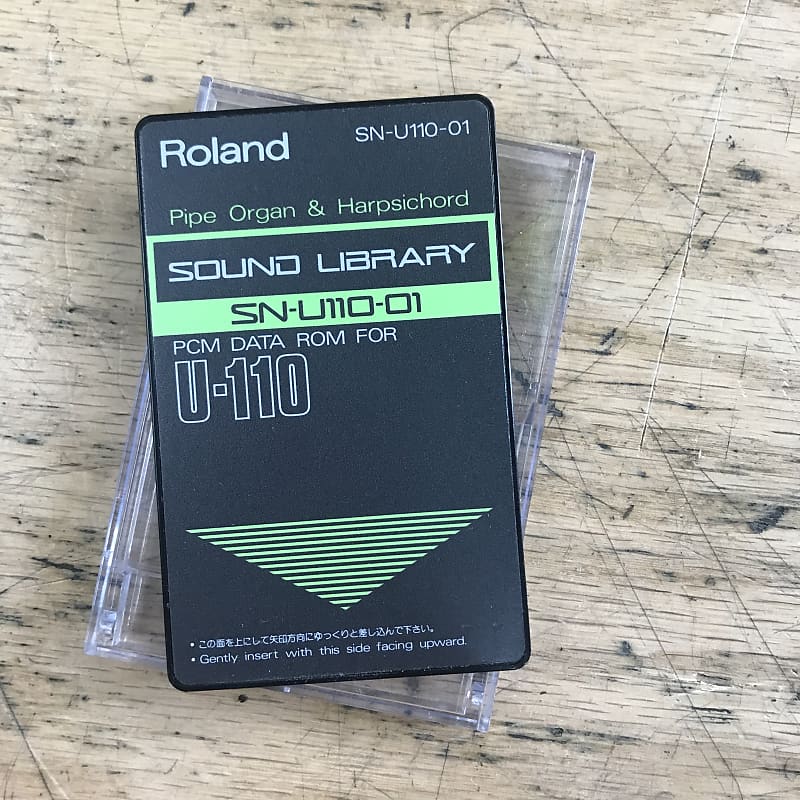 Roland
SN-U110-01
Pipe Organ & Harpsichord
SOUND LIBRARY
SN-U110-01
PCM DATA ROM FOR
U-110
• この面を上にして矢印方向にゆっくりと差し込んで下さい。
• Gently insert with this side facing upward.